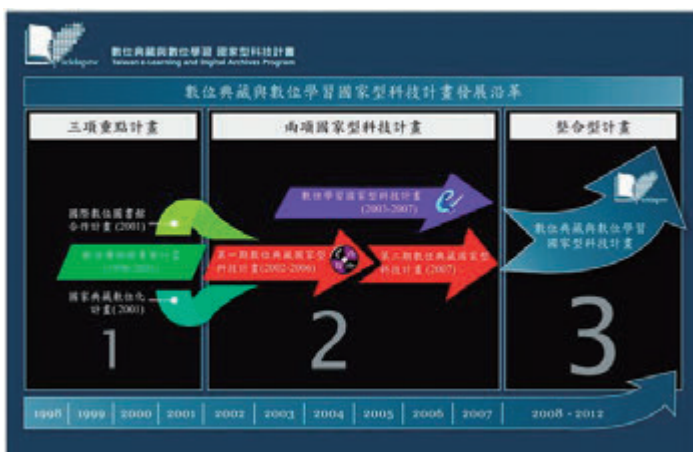 數位典藏與數位學習 國家型科技計畫
Taiwan e-Learning and Digital Archives Program
數位典藏與數位學習國家型科技計畫發展沿革
三項重點計畫
兩項國家型科技計畫
整合型計畫
國際數位圖書館
合作計畫(2001)
國家典藏數位化
計畫(2001)
1
數位學習國家型科技計畫
(2003-2007)
第一期數位典藏國家型
科技計畫(2002-2006)
第二期數位典藏國家型
科技計畫(2007)
2
數位典藏與數位學習
國家型科技計畫
3
1998 1999 2000 2001 2002 2003 2004 2005 2006 2007 2008 - 2012